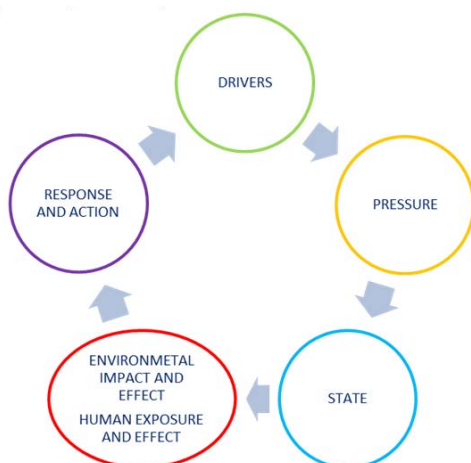 DRIVERS
PRESSURE
STATE
ENVIRONMETAL
IMPACT AND
EFFECT
HUMAN EXPOSURE
AND EFFECT
RESPONSE
AND ACTION